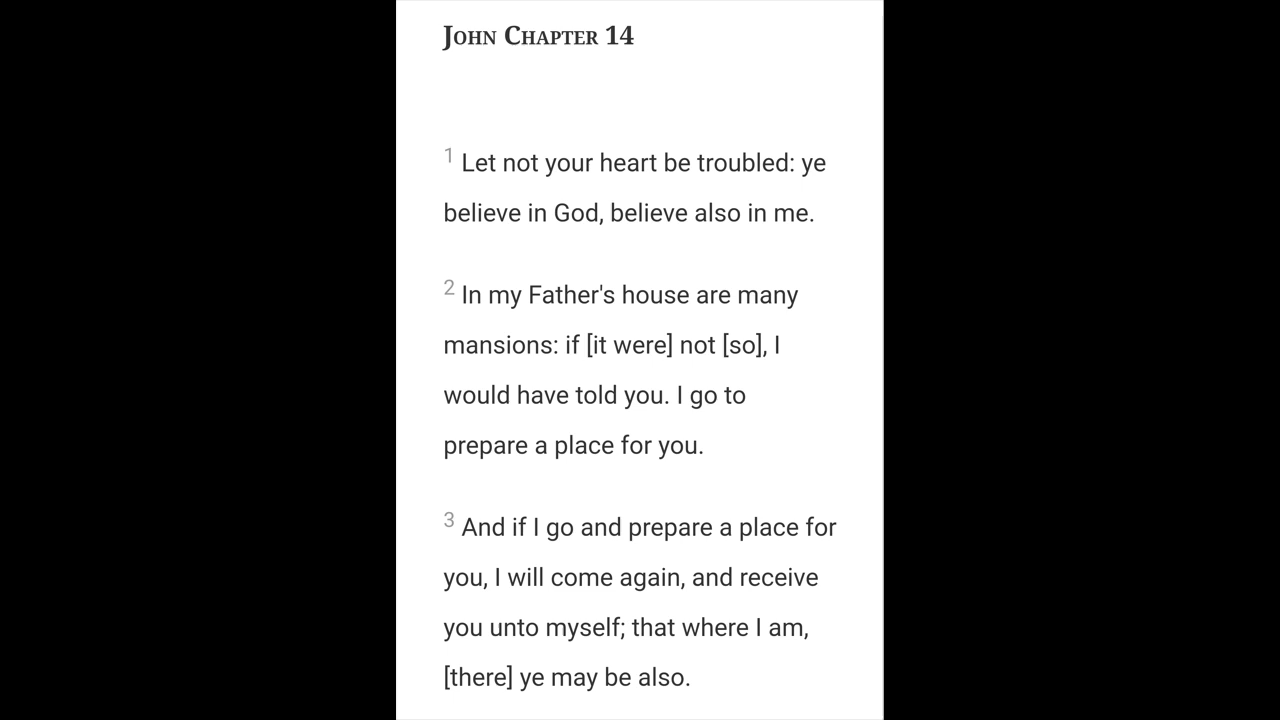 John Chapter 14
1 Let not your heart be troubled: ye
believe in God, believe also in me.
2 In my Father's house are many
mansions: if [it were] not [so], I
would have told you. I go to
prepare a place for you.
3 And if I go and prepare a place for
you, I will come again, and receive
you unto myself; that where I am,
[there] ye may be also.